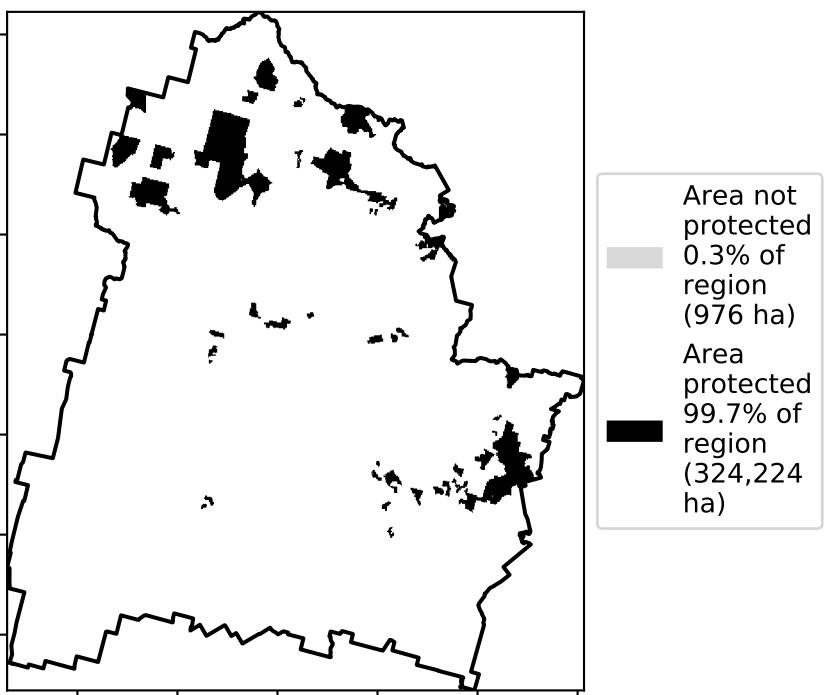 Area not
protected
0.3% of
region
(976 ha)
Area
protected
99.7% of
region
(324,224
ha)